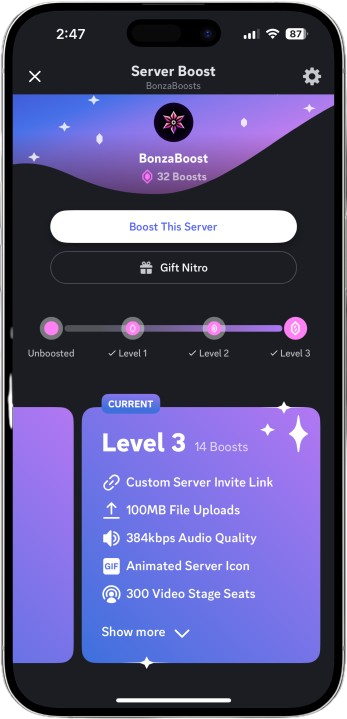 2:47
87
Server Boost
BonzaBoosts
BonzaBoost
32 Boosts
Boost This Server
Gift Nitro
Unboosted
Level 1
Level 2
Level 3
CURRENT
Level 3 14 Boosts
Custom Server Invite Link
100MB File Uploads
384kbps Audio Quality
GIF Animated Server Icon
300 Video Stage Seats
Show more